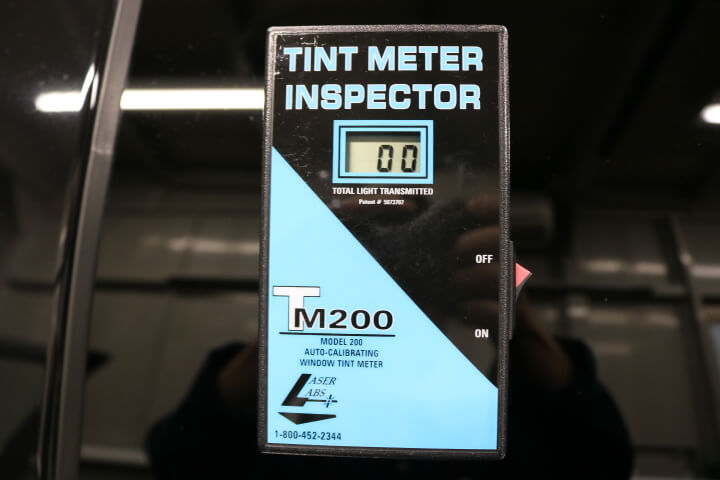 TINT METER
INSPECTOR
00
TOTAL LIGHT TRANSMITTED
Patent # 5073707
OFF
ON
TM200
MODEL 200
AUTO-CALIBRATING
WINDOW TINT METER
LASER
LABS
1-800-452-2344